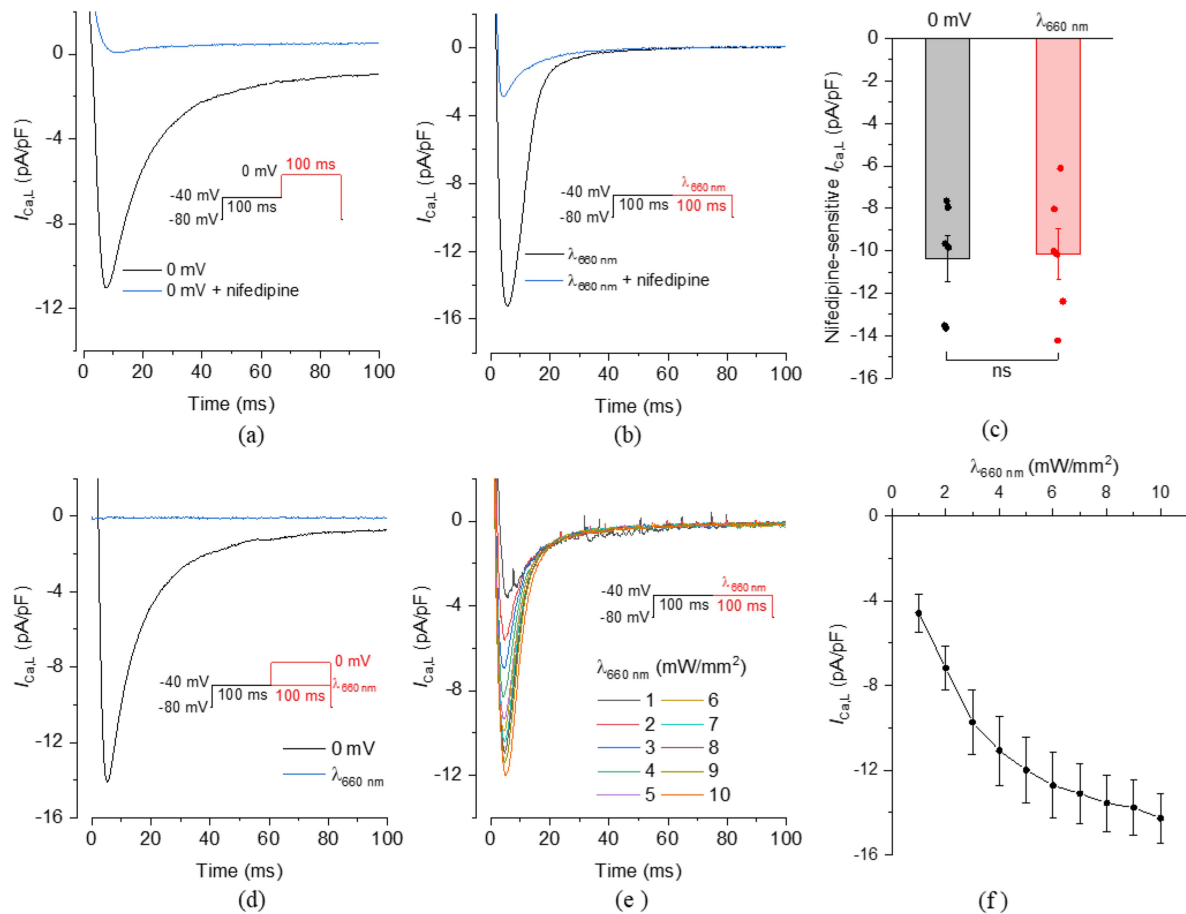 0
-4
-8
-12
I_Ca,L (pA/pF)
0 mV 100 ms
-40 mV
100 ms
-80 mV
0 mV
0 mV + nifedipine
0 20 40 60 80 100
Time (ms)
(a)
0
-4
-8
-12
-16
I_Ca,L (pA/pF)
-40 mV λ660 nm
-80 mV 100 ms 100 ms
λ660 nm
λ660 nm + nifedipine
0 20 40 60 80 100
Time (ms)
(b)
0 mV λ660 nm
0
-2
-4
-6
-8
-10
-12
-14
-16
Nifedipine-sensitive I_Ca,L (pA/pF)
ns
(c)
0
-4
-8
-12
-16
I_Ca,L (pA/pF)
0 mV
-40 mV λ660 nm
-80 mV 100 ms 100 ms
0 mV
λ660 nm
0 20 40 60 80 100
Time (ms)
(d)
0
-4
-8
-12
I_Ca,L (pA/pF)
-40 mV λ660 nm
-80 mV 100 ms 100 ms
λ660 nm (mW/mm²)
1 6
2 7
3 8
4 9
5 10
0 20 40 60 80 100
Time (ms)
(e)
λ660 nm (mW/mm²)
0 2 4 6 8 10
0
-4
-8
-12
-16
I_Ca,L (pA/pF)
(f)